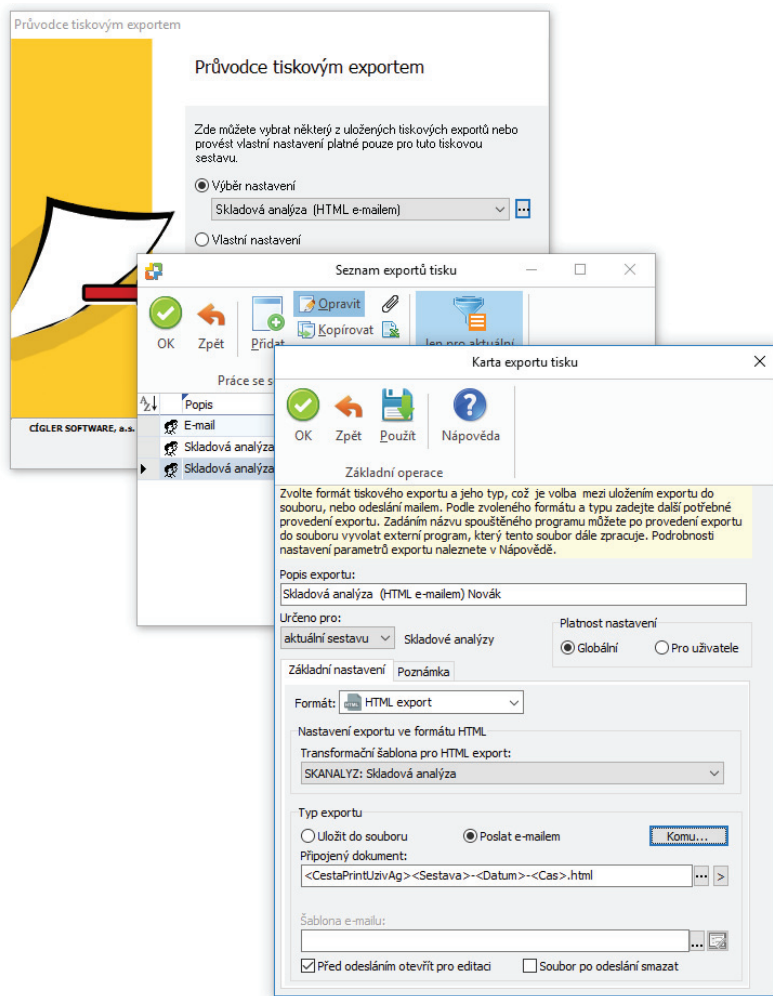 Průvodce tiskovým exportem
Průvodce tiskovým exportem
Zde můžete vybrat některý z uložených tiskových exportů nebo
provést vlastní nastavení platné pouze pro tuto tiskovou
sestavu.
Výběr nastavení
Skladová analýza (HTML e-mailem)
...
Vlastní nastavení
CÍGLER SOFTWARE, a.s.
Seznam exportů tisku
OK Zpět Přidat
Opravit
Kopírovat
Jen pro aktuální
Práce se s
Popis
E-mail
Skladová analýza
Skladová analýza
Karta exportu tisku
OK Zpět Použít Nápověda
Základní operace
Zvolte formát tiskového exportu a jeho typ, což je volba mezi uložením exportu do
souboru, nebo odeslání mailem. Podle zvoleného formátu a typu zadejte další potřebné
provedení exportu. Zadáním názvu spouštěného programu můžete po provedení exportu
do souboru vyvolat externí program, který tento soubor dále zpracuje. Podrobnosti
nastavení parametrů exportu naleznete v Nápovědě.
Popis exportu:
Skladová analýza (HTML e-mailem) Novák
Určeno pro:
aktuální sestavu Skladové analýzy
Platnost nastavení
Globální Pro uživatele
Základní nastavení Poznámka
Formát: HTML export
Nastavení exportu ve formátu HTML
Transformační šablona pro HTML export:
SKANALYZ: Skladová analýza
Typ exportu
Uložit do souboru Poslat e-mailem Komu...
Připojený dokument:
<CestaPrintUzivAg><Sestava>-<Datum>-<Cas>.html ... >
Šablona e-mailu:
...
Před odesláním otevřít pro editaci Soubor po odeslání smazat